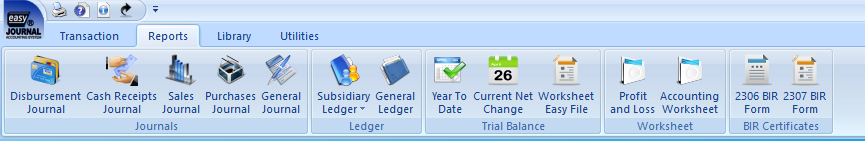 easy
JOURNAL
ACCOUNTING SYSTEM
Transaction Reports Library Utilities
Disbursement Journal
Cash Receipts Journal
Sales Journal
Purchases Journal
General Journal
Subsidiary Ledger
General Ledger
Year To Date
26
Current Net Change
Worksheet Easy File
Profit and Loss
Accounting Worksheet
2306 BIR Form
2307 BIR Form
Journals Ledger Trial Balance Worksheet BIR Certificates